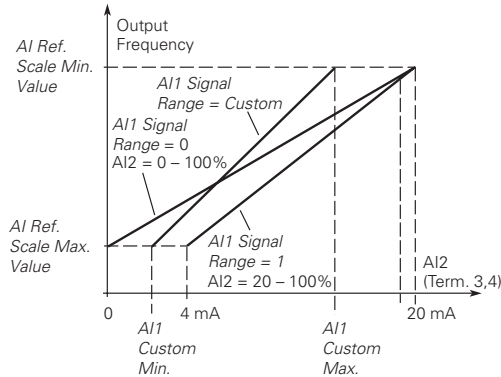 Output
Frequency
AI Ref.
Scale Min.
Value
AI1 Signal
Range = Custom
AI1 Signal
Range = 0
AI2 = 0 – 100%
AI Ref.
Scale Max.
Value
AI1 Signal
Range = 1
AI2 = 20 – 100%
AI2
(Term. 3,4)
0
4 mA
20 mA
AI1
Custom
Min.
AI1
Custom
Max.